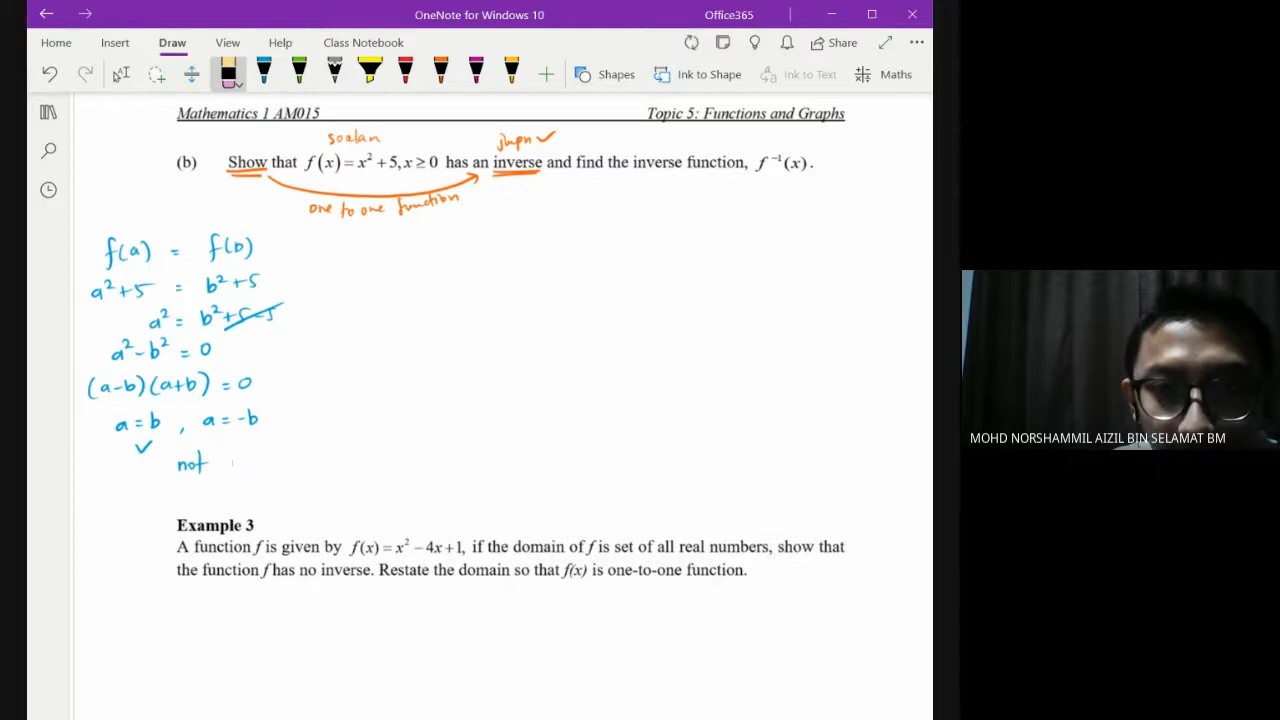 OneNote for Windows 10
Office365
Home Insert Draw View Help Class Notebook
Share
Shapes Ink to Shape Ink to Text Maths
Mathematics 1 AM015 Topic 5: Functions and Graphs
soalan jwpn ✓
(b) Show that f(x) = x² + 5, x ≥ 0 has an inverse and find the inverse function, f⁻¹(x).
one to one function
f(a) = f(b)
a²+5 = b²+5
a² = b²+5-5
a²-b² = 0
(a-b)(a+b) = 0
a = b , a = -b
✓
not
Example 3
A function f is given by f(x) = x² − 4x + 1, if the domain of f is set of all real numbers, show that
the function f has no inverse. Restate the domain so that f(x) is one-to-one function.
MOHD NORSHAMMIL AIZIL BIN SELAMAT BM